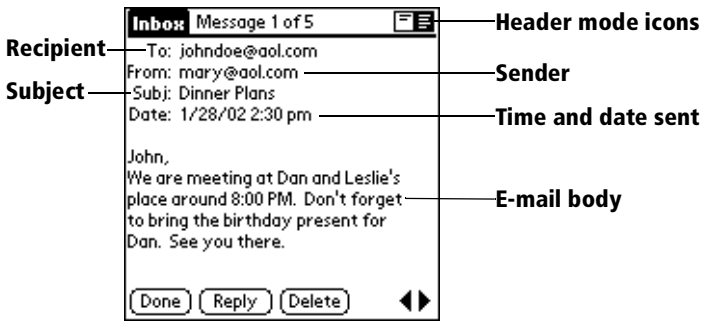 Inbox Message 1 of 5
Header mode icons
Recipient
To: johndoe@aol.com
From: mary@aol.com
Sender
Subject
Subj: Dinner Plans
Date: 1/28/02 2:30 pm
Time and date sent
John,
We are meeting at Dan and Leslie's
place around 8:00 PM. Don't forget
to bring the birthday present for
Dan. See you there.
E-mail body
Done Reply Delete